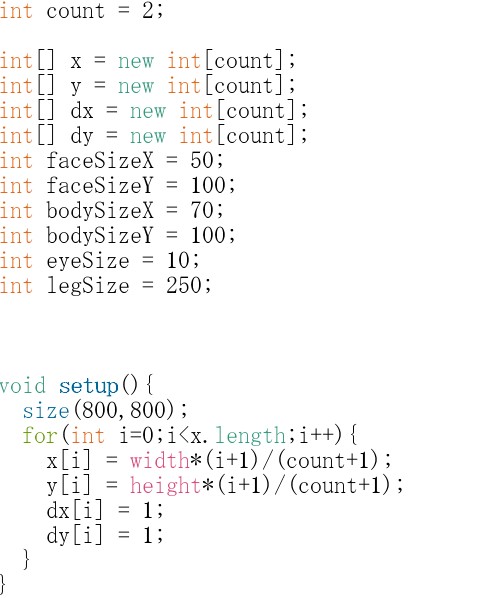 int count = 2;
int[] x = new int[count];
int[] y = new int[count];
int[] dx = new int[count];
int[] dy = new int[count];
int faceSizeX = 50;
int faceSizeY = 100;
int bodySizeX = 70;
int bodySizeY = 100;
int eyeSize = 10;
int legSize = 250;
void setup(){
size(800,800);
for(int i=0;i<x.length;i++){
x[i] = width*(i+1)/(count+1);
y[i] = height*(i+1)/(count+1);
dx[i] = 1;
dy[i] = 1;
}
}